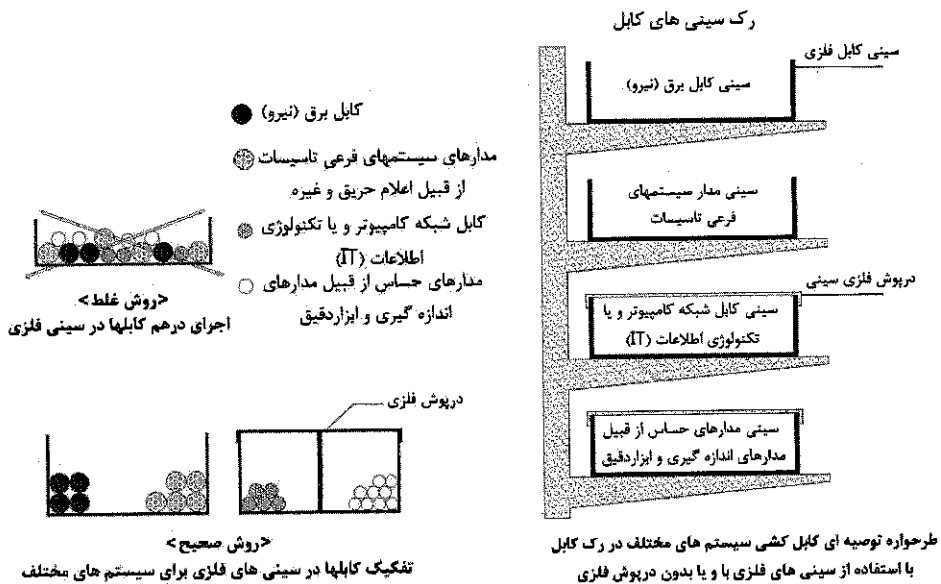 رک سینی های کابل
سینی کابل فلزی
سینی کابل برق (نیرو)
سینی مدار سیستمهای
فرعی تاسیسات
درپوش فلزی سینی
سینی کابل شبکه کامپیوتر و یا
تکنولوژی اطلاعات (IT)
سینی مدارهای حساس از قبیل
مدارهای اندازه گیری و ابزاردقیق
طرحواره توصیه ای کابل کشی سیستم های مختلف در رک کابل
با استفاده از سینی های فلزی با و یا بدون درپوش فلزی
کابل برق (نیرو)
مدارهای سیستمهای فرعی تاسیسات
از قبیل اعلام حریق و غیره
کابل شبکه کامپیوتر و یا تکنولوژی
اطلاعات (IT)
مدارهای حساس از قبیل مدارهای
اندازه گیری و ابزاردقیق
<روش غلط>
اجرای درهم کابلها در سینی فلزی
درپوش فلزی
<روش صحیح>
تفکیک کابلها در سینی های فلزی برای سیستم های مختلف